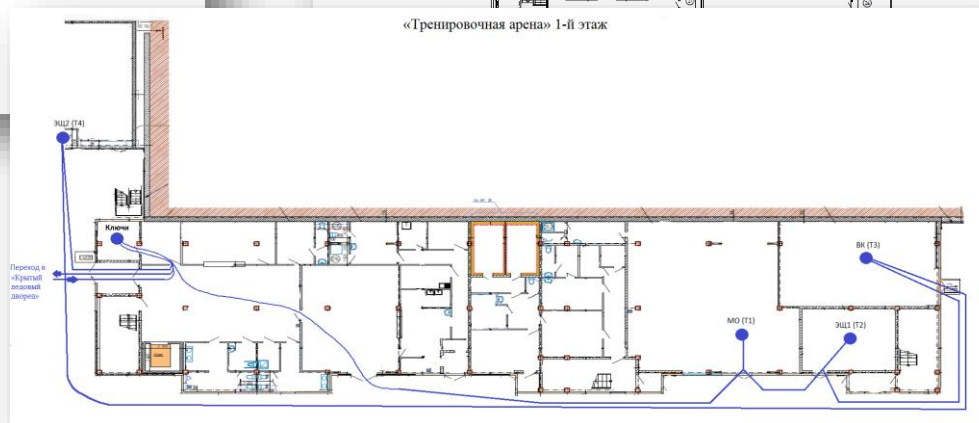 «Тренировочная арена» 1-й этаж
ЭЩ2 (Т4)
Ключи
Переход в
«Крытый
ледовый
дворец»
ВК (Т3)
МО (Т1)
ЭЩ1 (Т2)